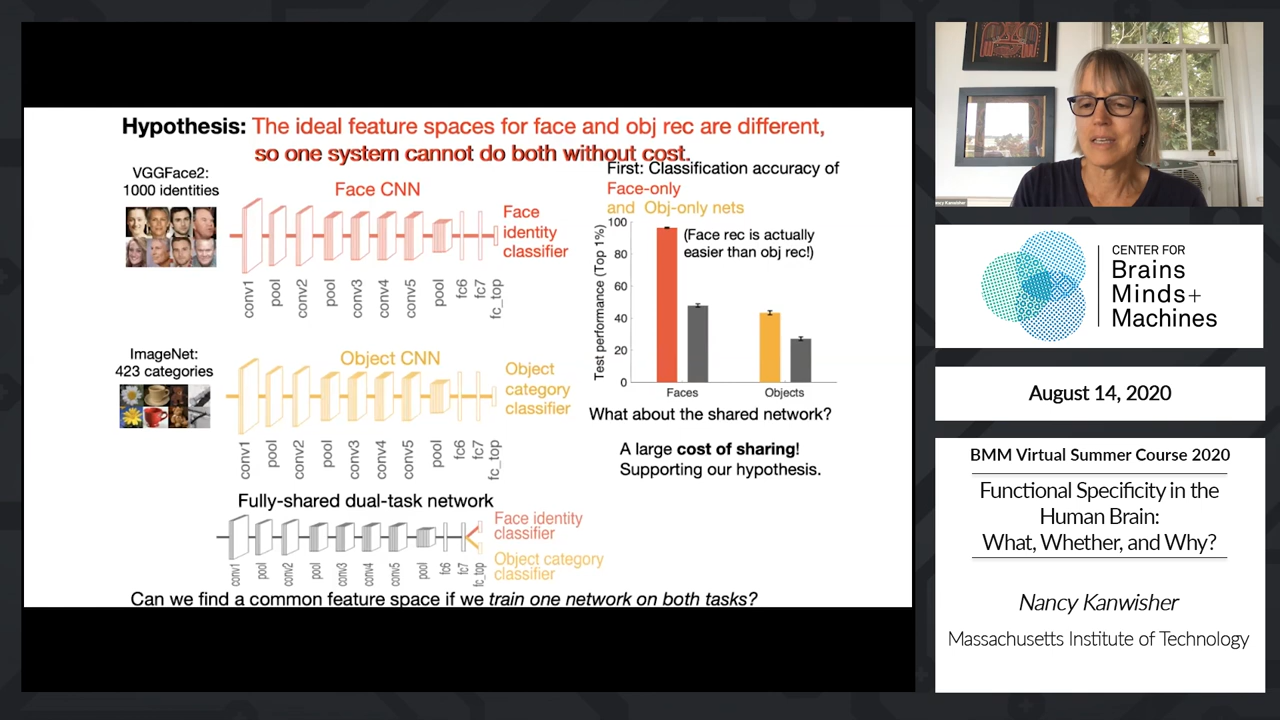 Hypothesis: The ideal feature spaces for face and obj rec are different,
so one system cannot do both without cost.
VGGFace2:
1000 identities
Face CNN
Face
identity
classifier
conv1
pool
conv2
pool
conv3
conv4
conv5
pool
fc6
fc7
fc_top
ImageNet:
423 categories
Object CNN
Object
category
classifier
conv1
pool
conv2
pool
conv3
conv4
conv5
pool
fc6
fc7
fc_top
Fully-shared dual-task network
Face identity
classifier
Object category
classifier
conv1
pool
conv2
pool
conv3
conv4
conv5
pool
fc6
fc7
fc_top
Can we find a common feature space if we train one network on both tasks?
First: Classification accuracy of
Face-only
and Obj-only nets
Test performance (Top 1%)
100
80
60
40
20
0
(Face rec is actually
easier than obj rec!)
Faces
Objects
What about the shared network?
A large cost of sharing!
Supporting our hypothesis.
Nancy Kanwisher
CENTER FOR
Brains
Minds+
Machines
August 14, 2020
BMM Virtual Summer Course 2020
Functional Specificity in the
Human Brain:
What, Whether, and Why?
Nancy Kanwisher
Massachusetts Institute of Technology